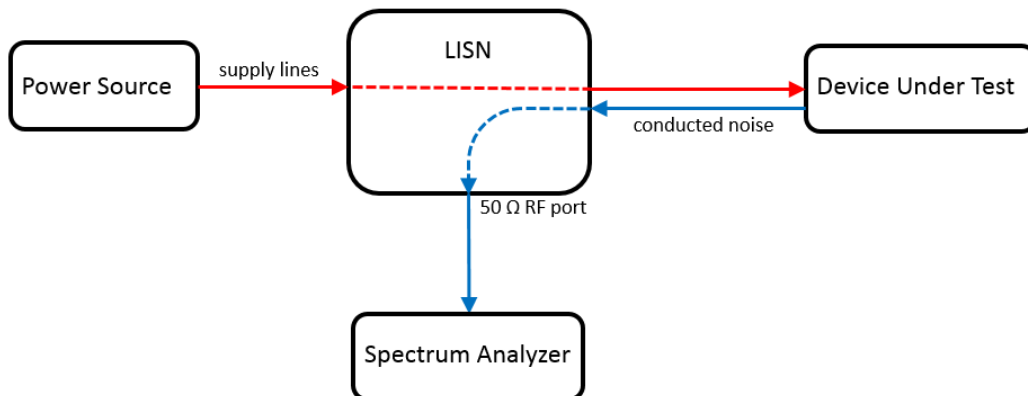 LISN
Power Source
supply lines
Device Under Test
conducted noise
50 Ω RF port
Spectrum Analyzer